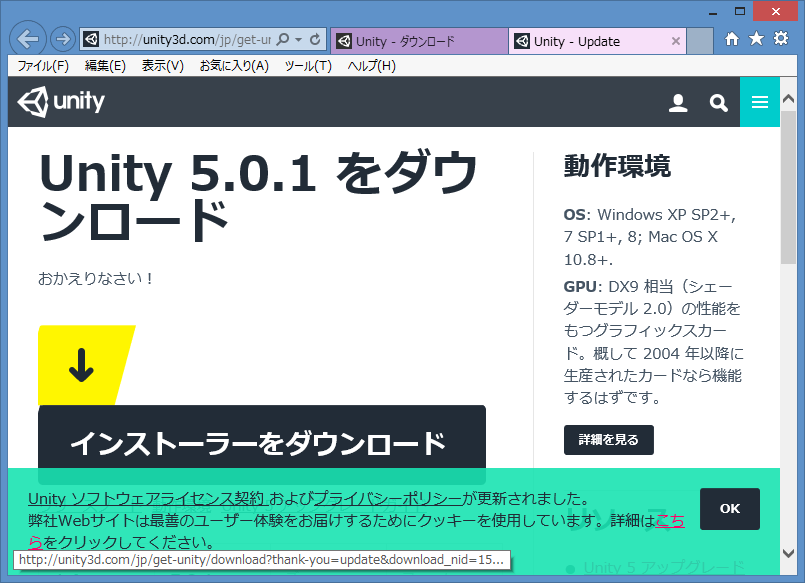 http://unity3d.com/jp/get-ur
Unity - ダウンロード
Unity - Update
ファイル(F) 編集(E) 表示(V) お気に入り(A) ツール(T) ヘルプ(H)
unity
Unity 5.0.1 をダウ
ンロード
おかえりなさい！
インストーラーをダウンロード
動作環境
OS: Windows XP SP2+,
7 SP1+, 8; Mac OS X
10.8+.
GPU: DX9 相当（シェー
ダーモデル 2.0）の性能を
もつグラフィックスカー
ド。概して 2004 年以降に
生産されたカードなら機能
するはずです。
詳細を見る
リソース
Unity 5 アップグレード
Unity ソフトウェアライセンス契約 およびプライバシーポリシーが更新されました。
弊社Webサイトは最善のユーザー体験をお届けするためにクッキーを使用しています。詳細はこち
らをクリックしてください。
OK
http://unity3d.com/jp/get-unity/download?thank-you=update&download_nid=15...